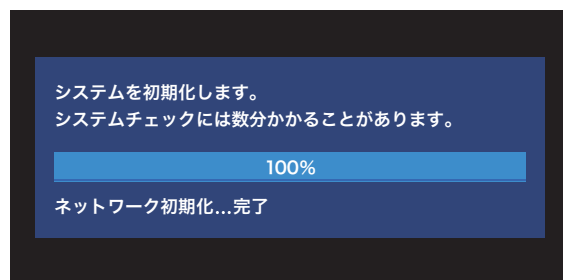 システムを初期化します。
システムチェックには数分かかることがあります。
100%
ネットワーク初期化...完了